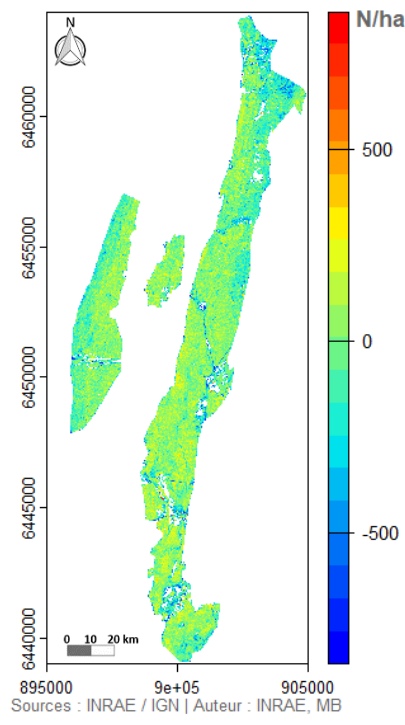 N/ha
N
6460000
500
6455000
0
6450000
6445000
-500
6440000
0 10 20 km
895000 9e+05 905000
Sources : INRAE / IGN | Auteur : INRAE, MB